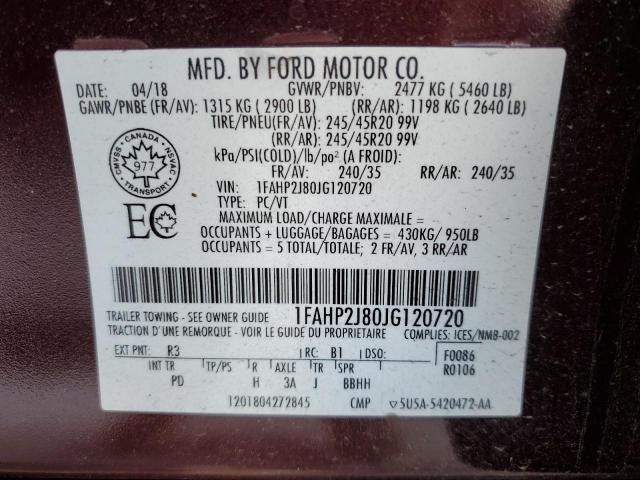 MFD. BY FORD MOTOR CO.
DATE: 04/18 GVWR/PNBV: 2477 KG ( 5460 LB)
GAWR/PNBE (FR/AV): 1315 KG ( 2900 LB) (RR/AR): 1198 KG ( 2640 LB)
TIRE/PNEU(FR/AV): 245/45R20 99V
(RR/AR): 245/45R20 99V
kPa/PSI(COLD)/lb/po² (A FROID):
FR/AV: 240/35 RR/AR: 240/35
CANADA
CMVSS NSVAC
977
TRANSPORT
VIN: 1FAHP2J80JG120720
TYPE: PC/VT
EC
MAXIMUM LOAD/CHARGE MAXIMALE =
OCCUPANTS + LUGGAGE/BAGAGES = 430KG/ 950LB
OCCUPANTS = 5 TOTAL/TOTALE; 2 FR/AV, 3 RR/AR
TRAILER TOWING - SEE OWNER GUIDE 1FAHP2J80JG120720
TRACTION D'UNE REMORQUE - VOIR GUIDE DU PROPRIETAIRE COMPLIES: ICES/NMB-002
EXT PNT: R3 RC: B1 DSO: F0086
INT TR TP/PS R AXLE TR SPR R0106
PD H 3A J BBHH
1201804272845 CMP ▽5U5A-5420472-AA